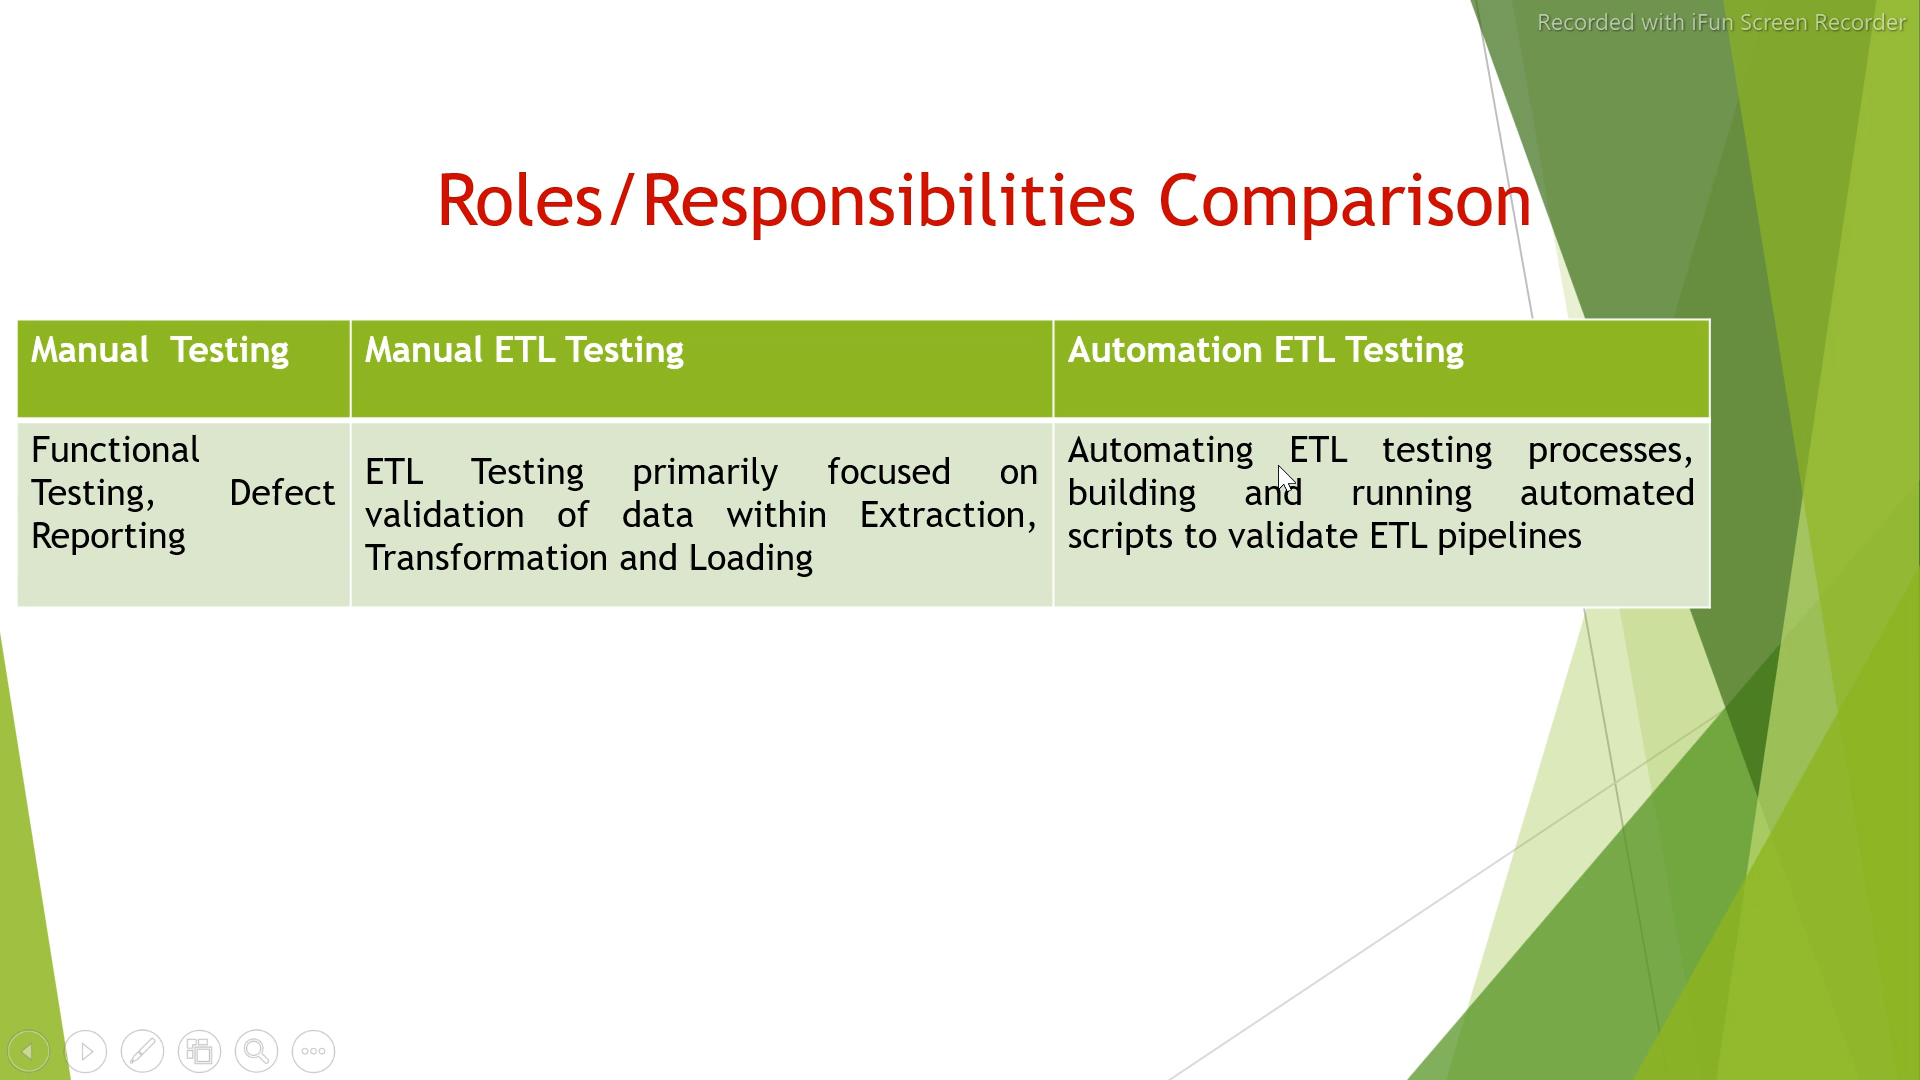 Recorded with iFun Screen Recorder
Roles/Responsibilities Comparison
Manual Testing
Manual ETL Testing
Automation ETL Testing
Functional
Testing, Defect
Reporting
ETL Testing primarily focused on
validation of data within Extraction,
Transformation and Loading
Automating ETL testing processes,
building and running automated
scripts to validate ETL pipelines